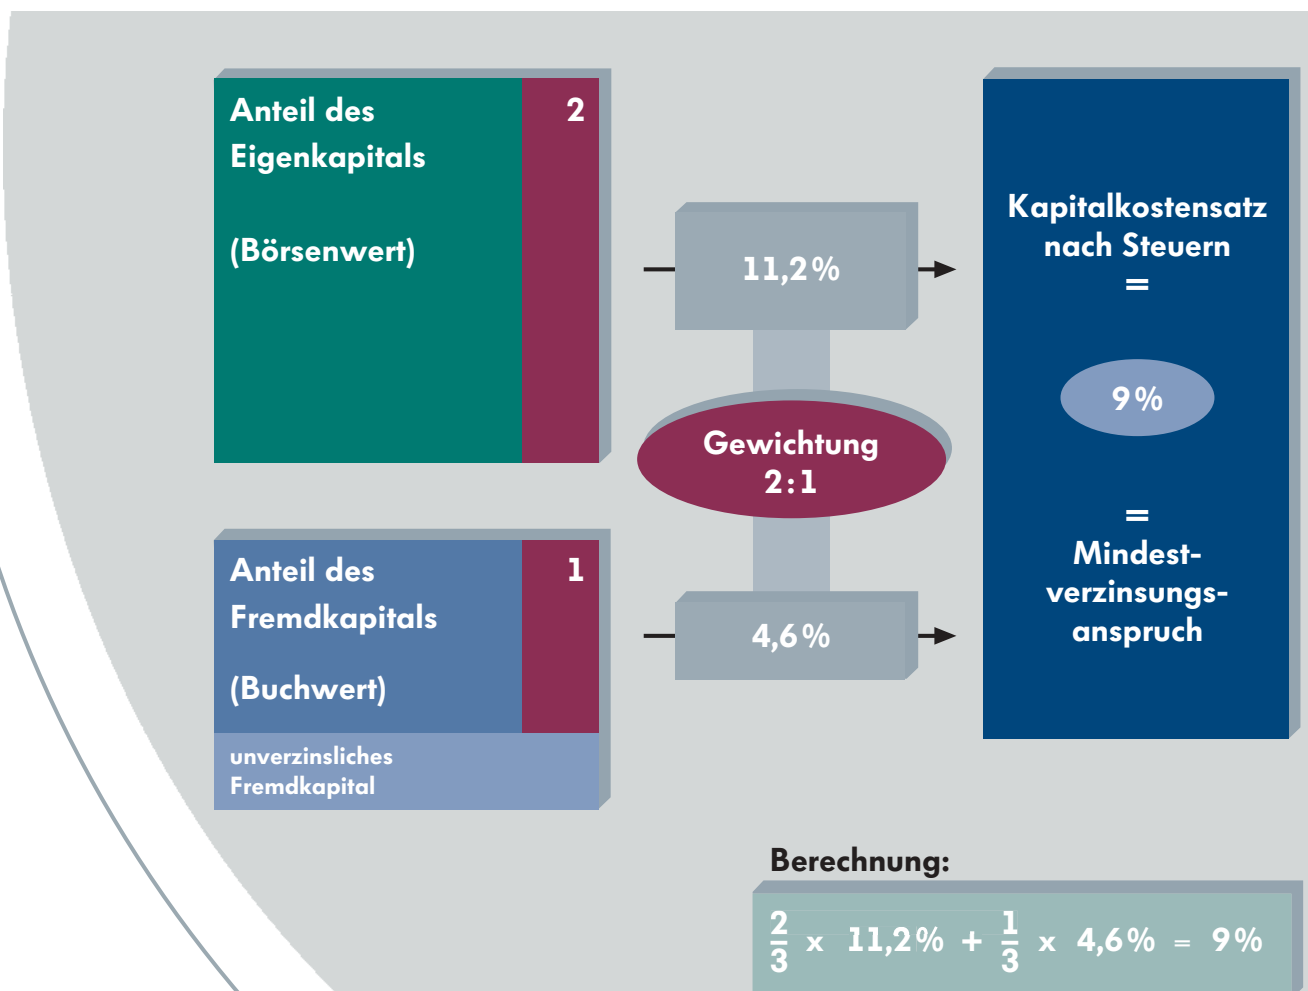 Anteil des 2
Eigenkapitals
(Börsenwert)
11,2 %
Gewichtung
2 : 1
Anteil des 1
Fremdkapitals
(Buchwert)
4,6 %
unverzinsliches
Fremdkapital
Kapitalkostensatz
nach Steuern
=
9 %
=
Mindest-
verzinsungs-
anspruch
Berechnung:
2/3 x 11,2 % + 1/3 x 4,6 % = 9 %